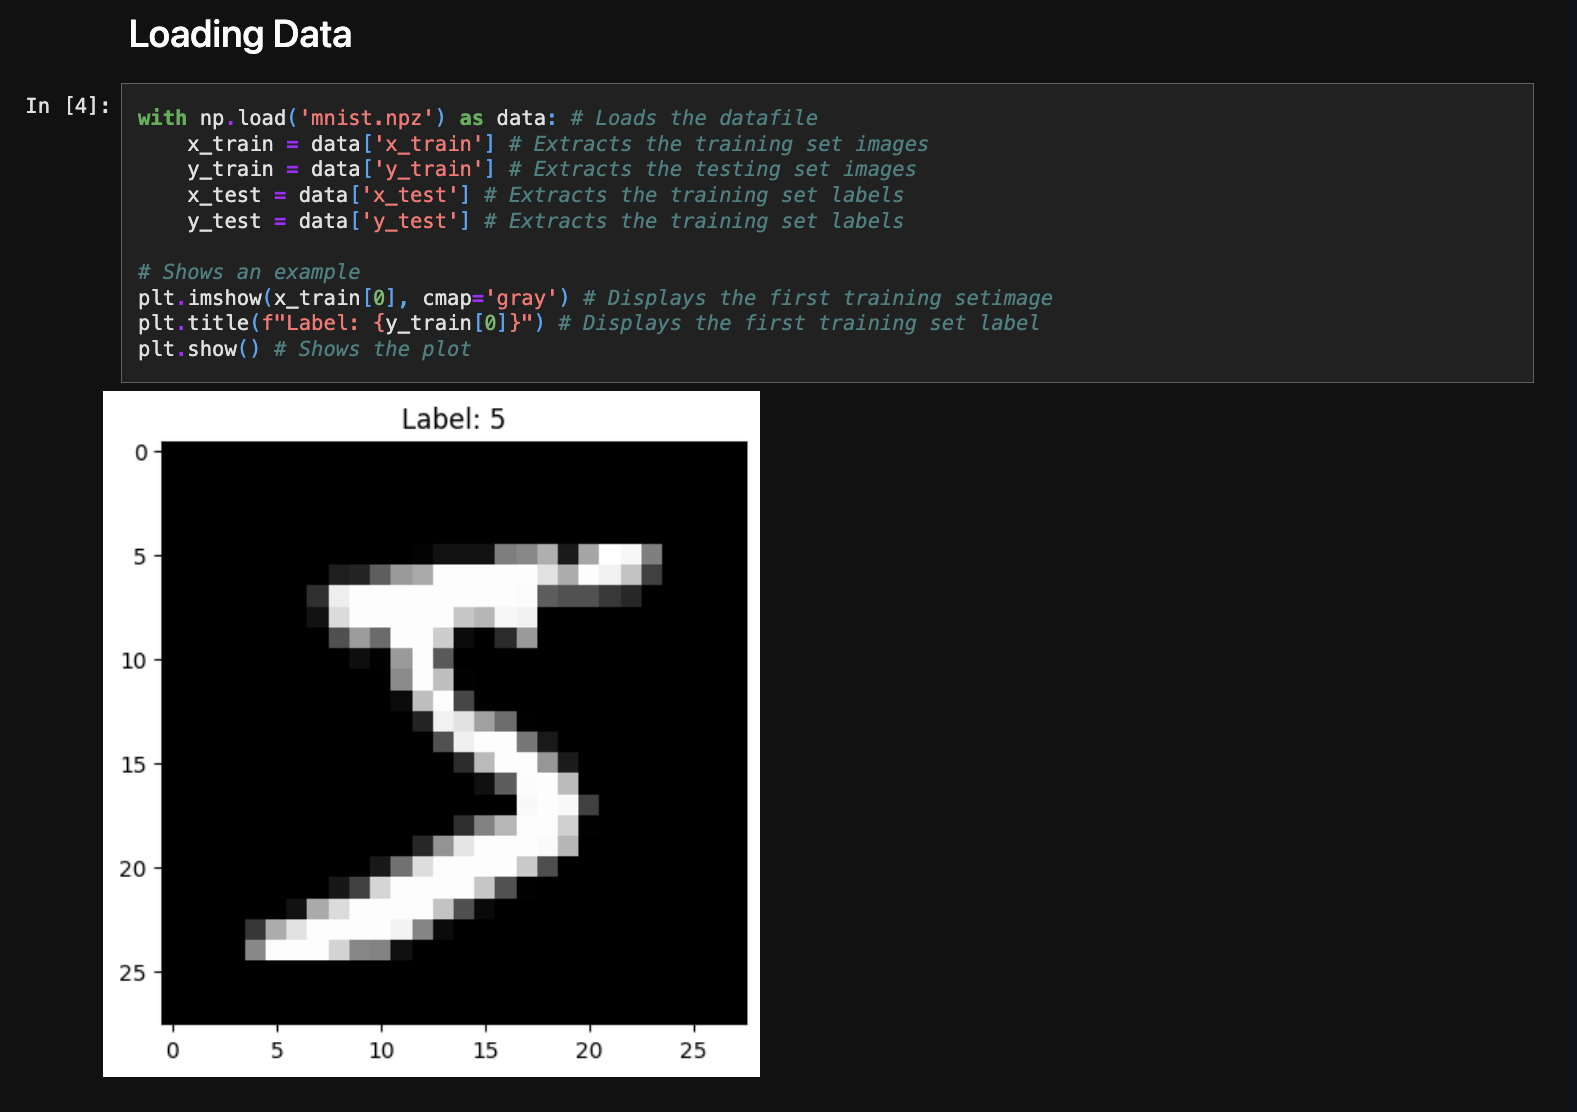 Loading Data
In [4]:
with np.load('mnist.npz') as data: # Loads the datafile
    x_train = data['x_train'] # Extracts the training set images
    y_train = data['y_train'] # Extracts the testing set images
    x_test = data['x_test'] # Extracts the training set labels
    y_test = data['y_test'] # Extracts the training set labels
# Shows an example
plt.imshow(x_train[0], cmap='gray') # Displays the first training setimage
plt.title(f"Label: {y_train[0]}") # Displays the first training set label
plt.show() # Shows the plot
Label: 5
0
5
10
15
20
25
0 5 10 15 20 25